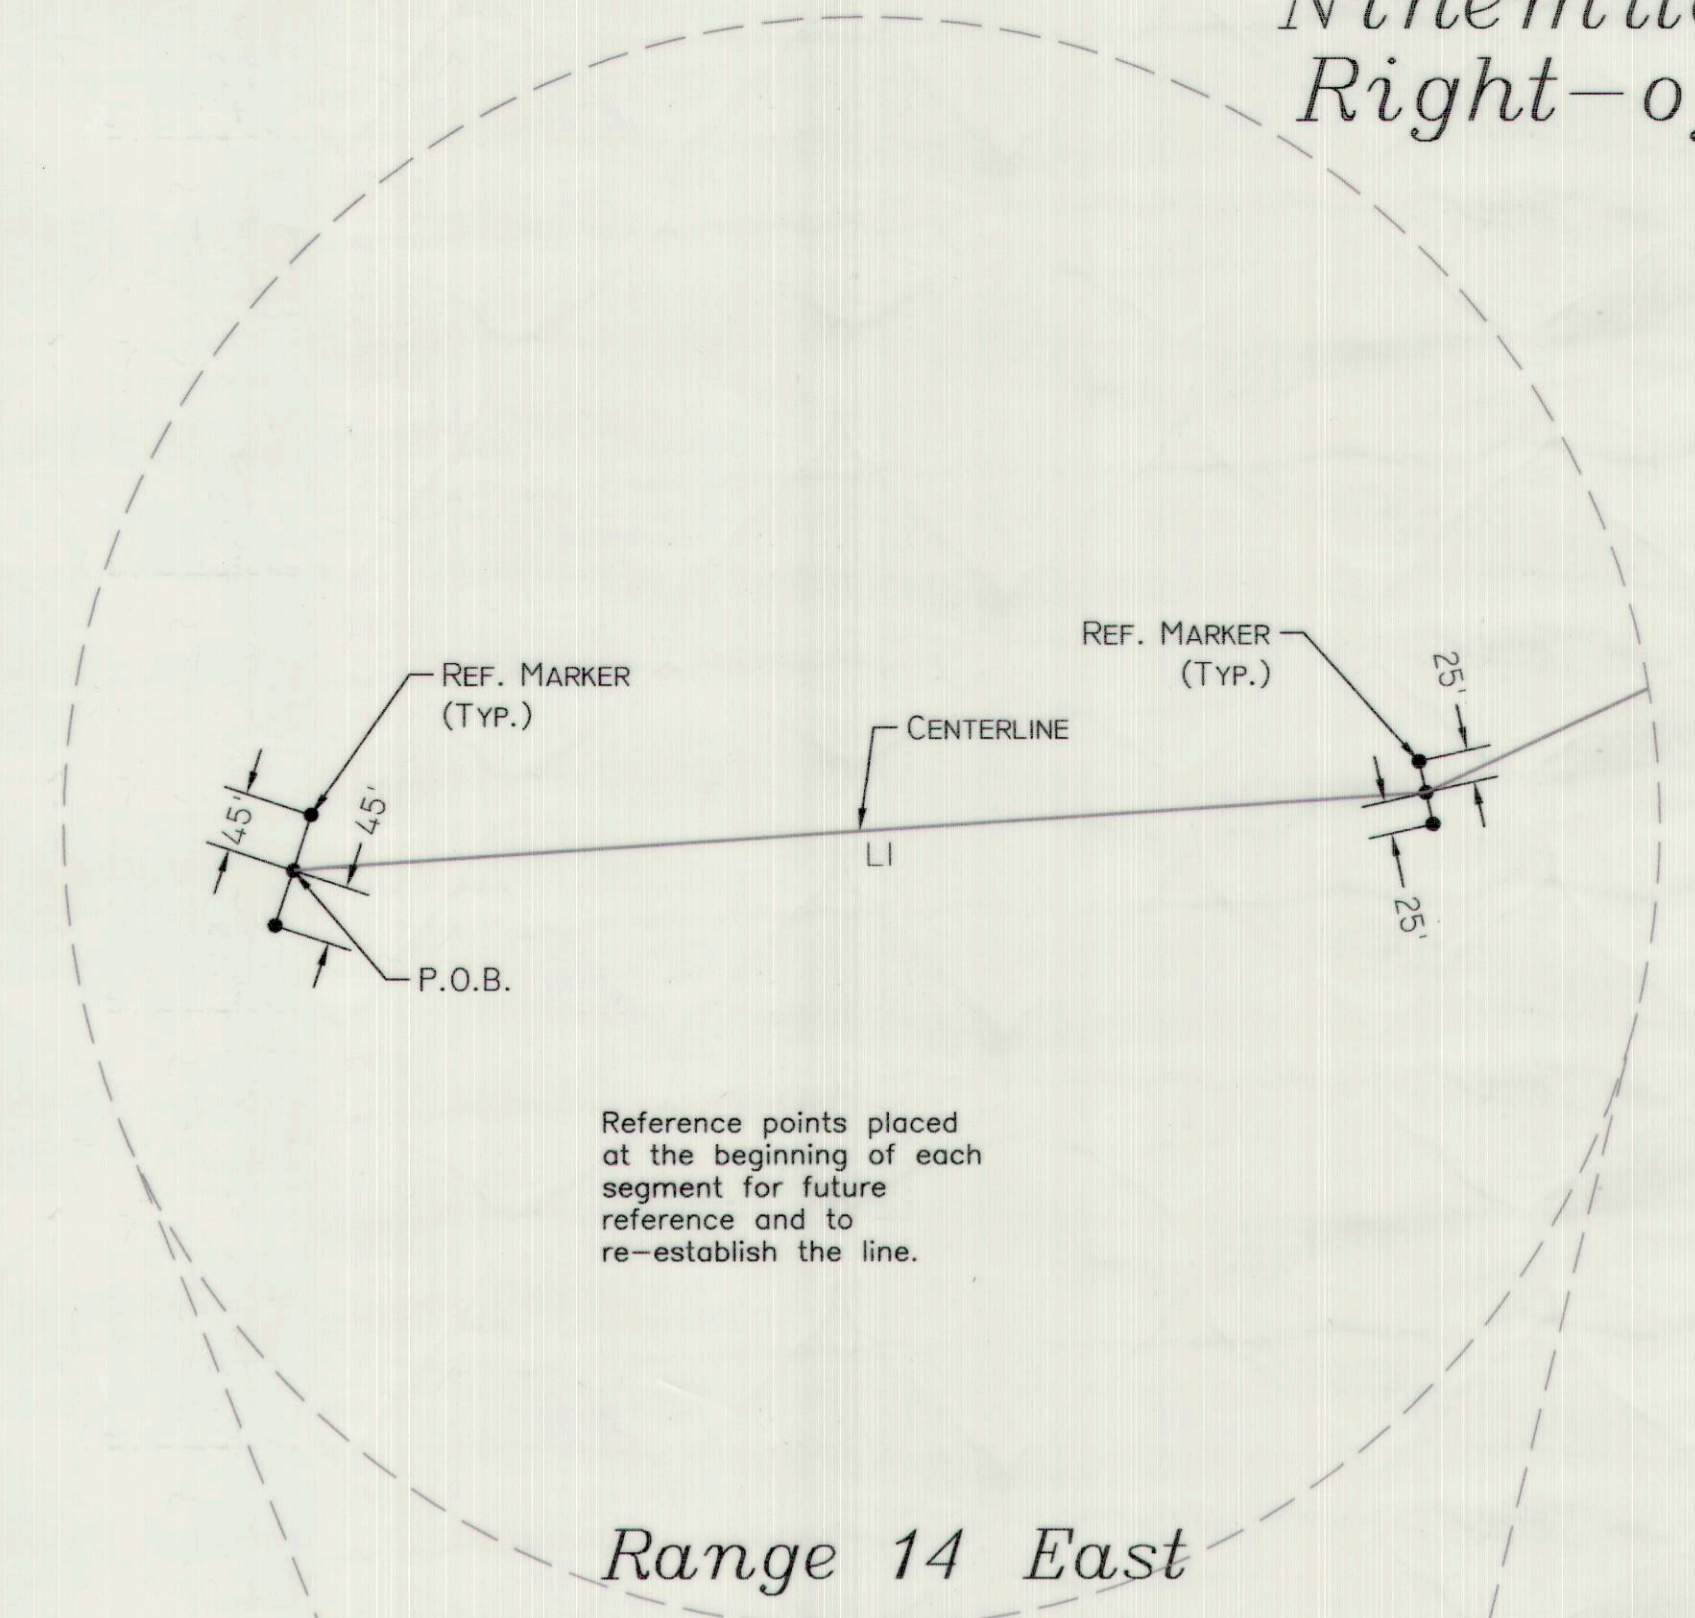 Right-o
REF. MARKER
(TYP.)
REF. MARKER
(TYP.)
25'
CENTERLINE
45'
45'
L1
25'
P.O.B.
Reference points placed
at the beginning of each
segment for future
reference and to
re-establish the line.
Range 14 East